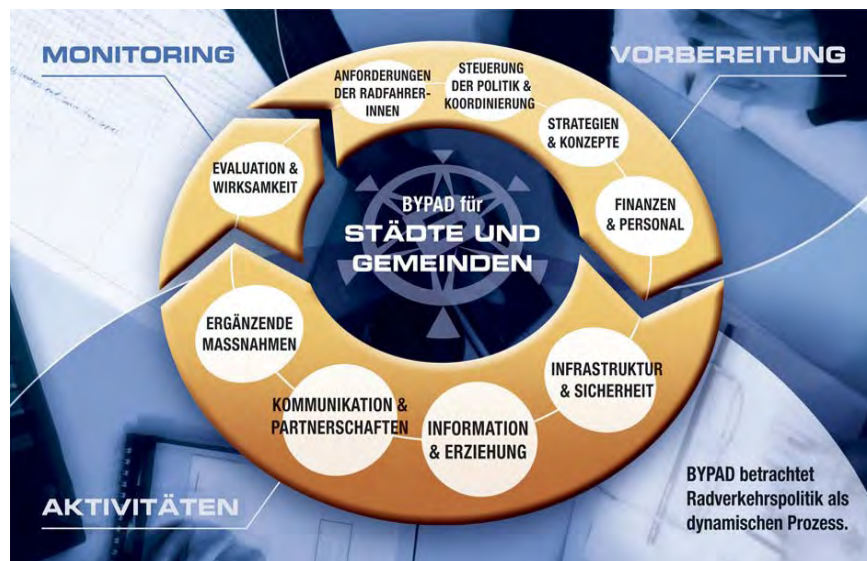 MONITORING
VORBEREITUNG
ANFORDERUNGEN
DER RADFAHRER-
INNEN
STEUERUNG
DER POLITIK &
KOORDINIERUNG
STRATEGIEN
& KONZEPTE
FINANZEN
& PERSONAL
EVALUATION &
WIRKSAMKEIT
BYPAD für
STÄDTE UND
GEMEINDEN
ERGÄNZENDE
MASSNAHMEN
KOMMUNIKATION &
PARTNERSCHAFTEN
INFORMATION
& ERZIEHUNG
INFRASTRUKTUR
& SICHERHEIT
AKTIVITÄTEN
BYPAD betrachtet
Radverkehrspolitik als
dynamischen Prozess.